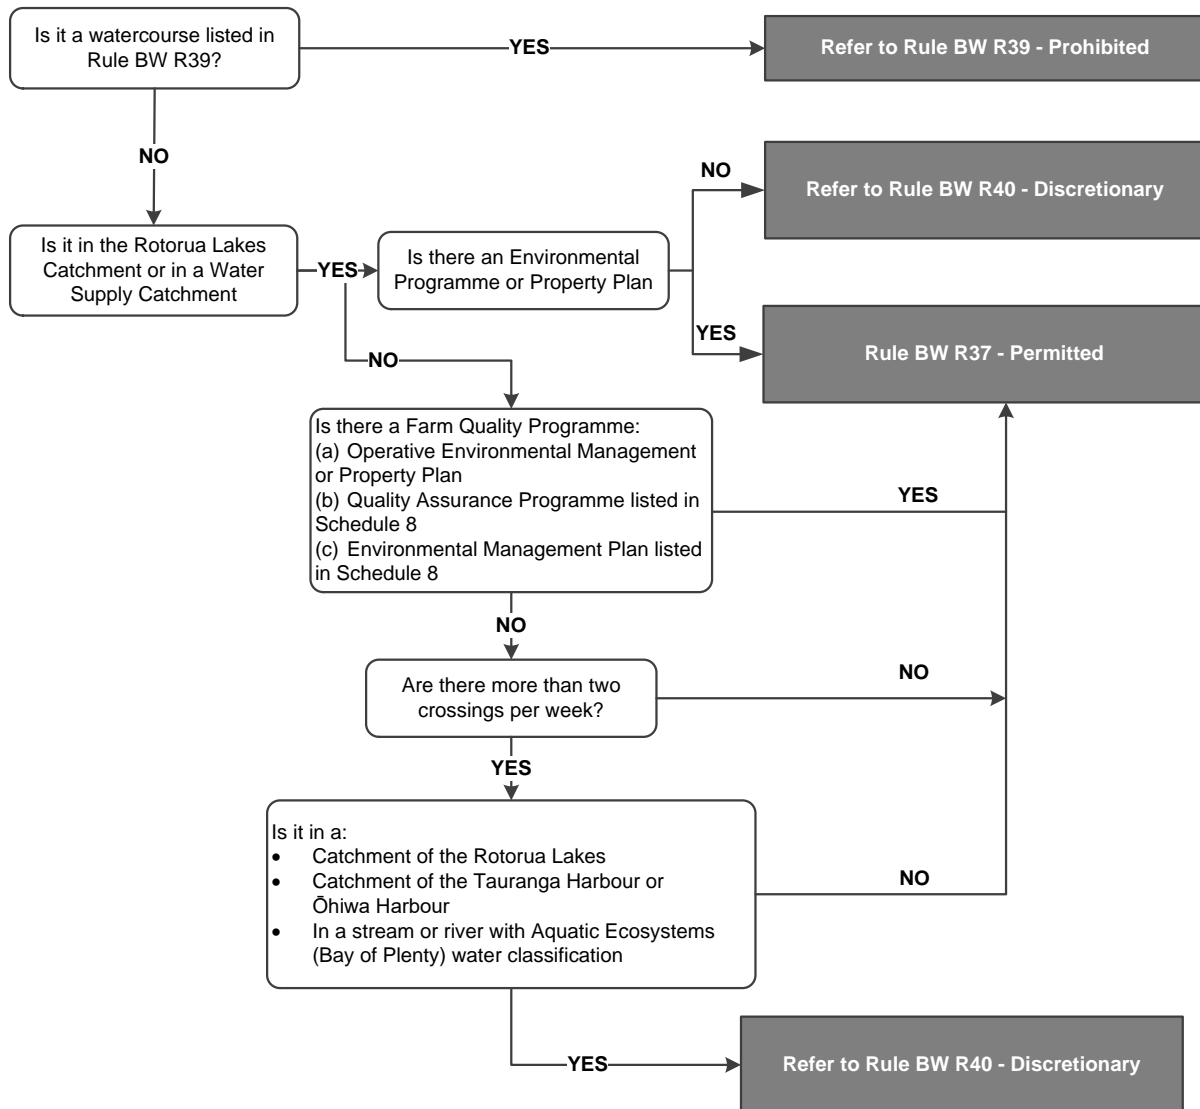 Is it a watercourse listed in
Rule BW R39?
YES
Refer to Rule BW R39 - Prohibited
NO
NO
Refer to Rule BW R40 - Discretionary
Is it in the Rotorua Lakes
Catchment or in a Water
Supply Catchment
YES
Is there an Environmental
Programme or Property Plan
YES
Rule BW R37 - Permitted
NO
Is there a Farm Quality Programme:
(a) Operative Environmental Management
or Property Plan
(b) Quality Assurance Programme listed in
Schedule 8
(c) Environmental Management Plan listed
in Schedule 8
YES
NO
Are there more than two
crossings per week?
NO
YES
Is it in a:
• Catchment of the Rotorua Lakes
• Catchment of the Tauranga Harbour or
Ōhiwa Harbour
• In a stream or river with Aquatic Ecosystems
(Bay of Plenty) water classification
NO
YES
Refer to Rule BW R40 - Discretionary